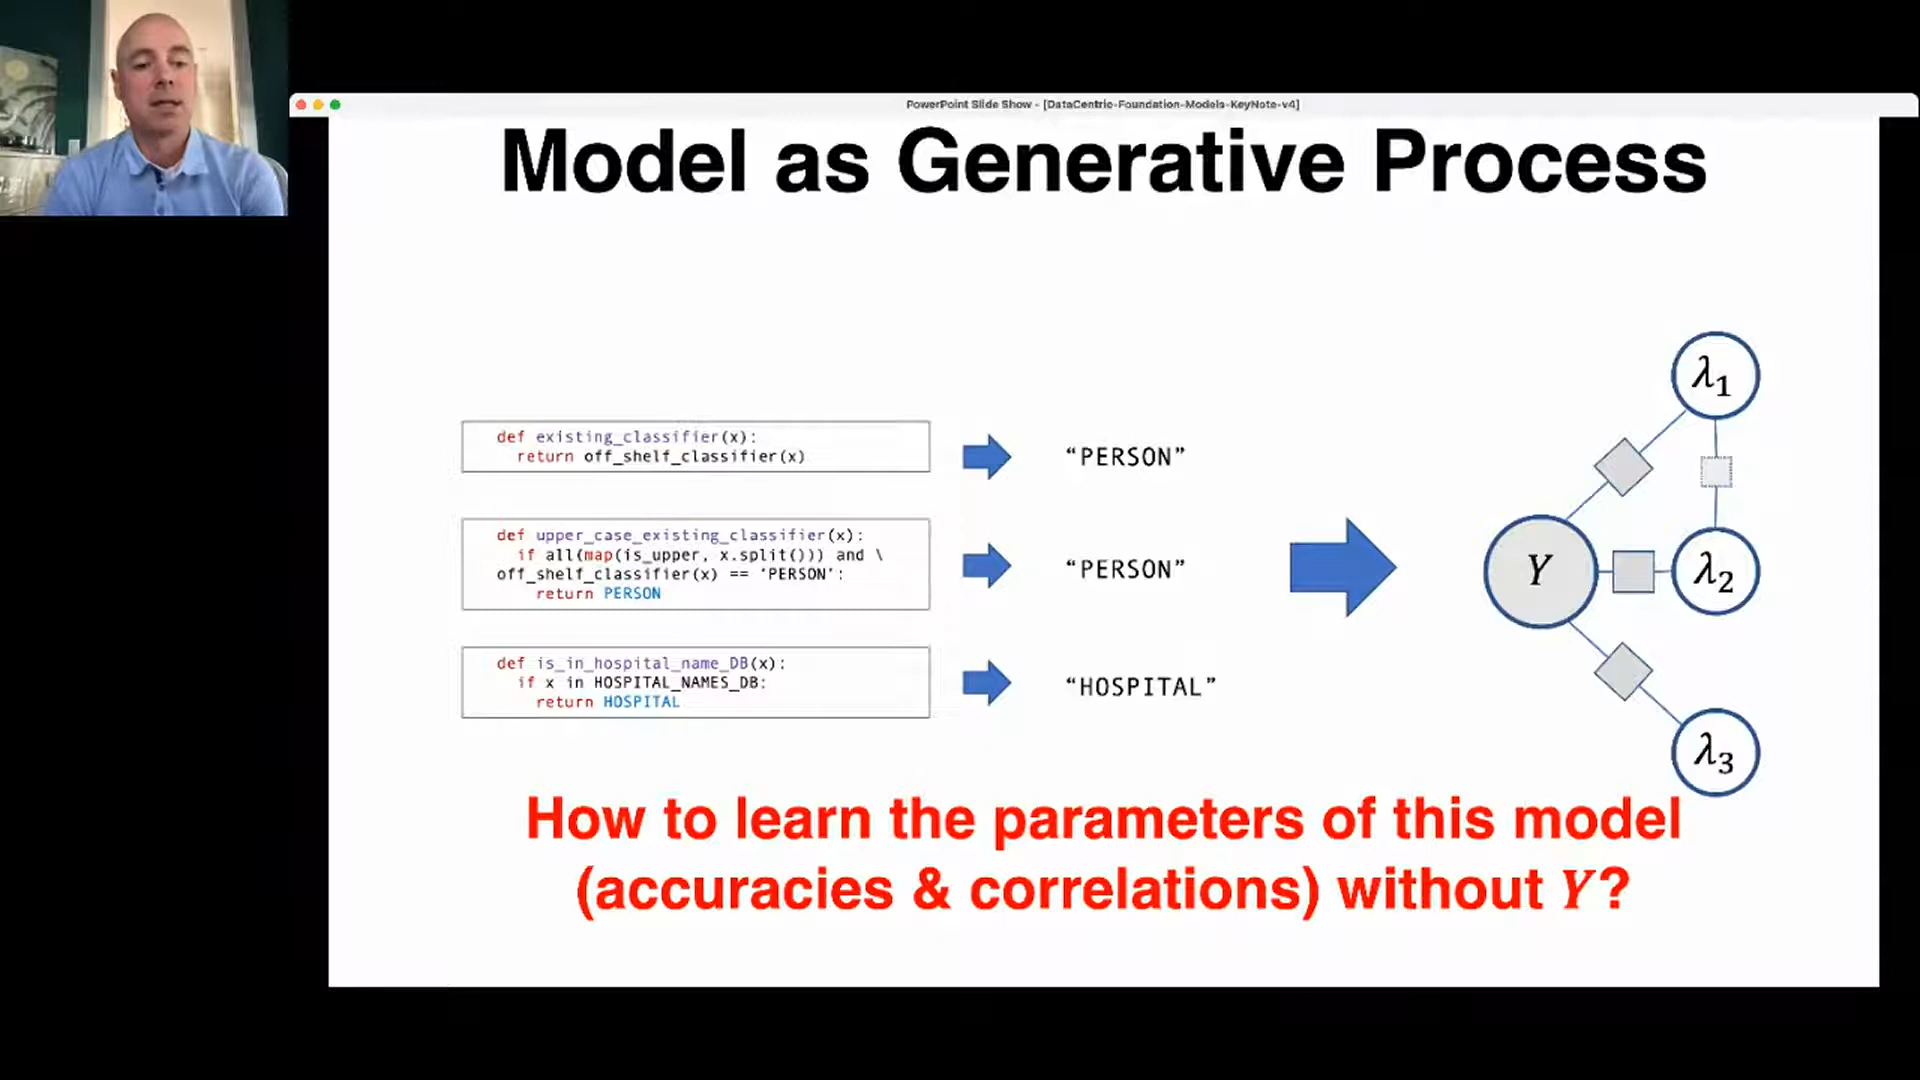 PowerPoint Slide Show - [DataCentric-Foundation-Models-KeyNote-v4]
Model as Generative Process
def existing_classifier(x):
return off_shelf_classifier(x)
“PERSON”
def upper_case_existing_classifier(x):
if all(map(is_upper, x.split())) and \
off_shelf_classifier(x) == ‘PERSON’:
return PERSON
“PERSON”
def is_in_hospital_name_DB(x):
if x in HOSPITAL_NAMES_DB:
return HOSPITAL
“HOSPITAL”
λ1
Y
λ2
λ3
How to learn the parameters of this model
(accuracies & correlations) without Y?